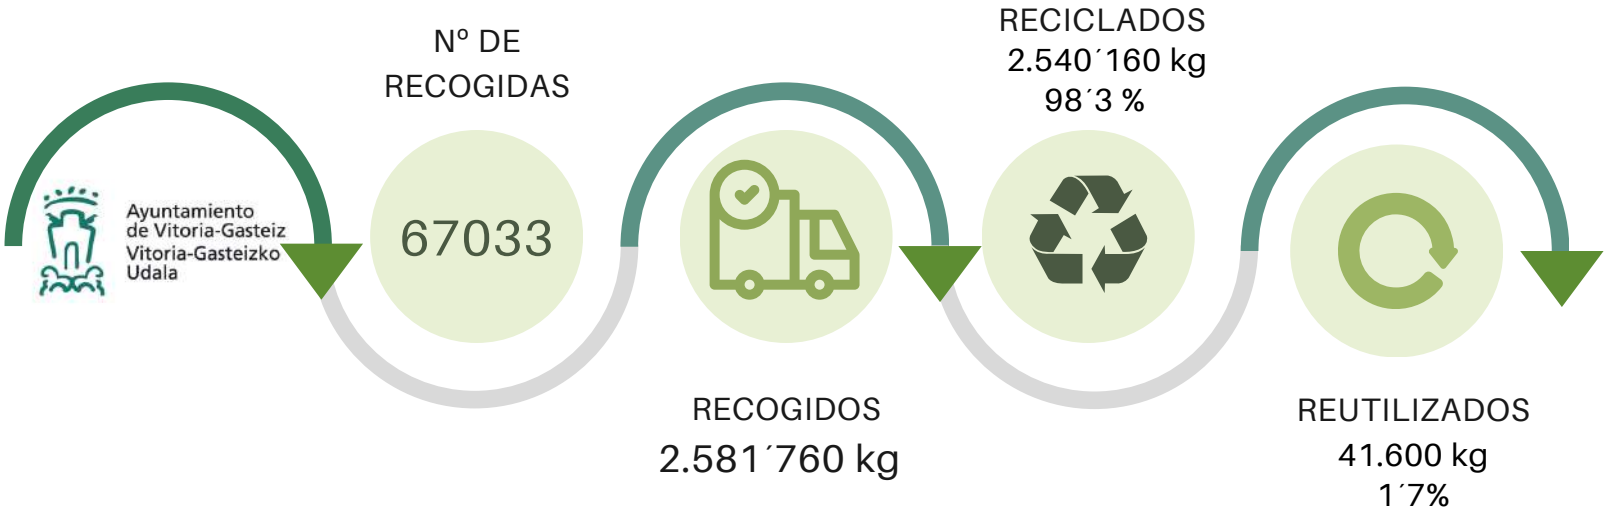 Ayuntamiento
de Vitoria-Gasteiz
Vitoria-Gasteizko
Udala
Nº DE
RECOGIDAS
67033
RECOGIDOS
2.581´760 kg
RECICLADOS
2.540´160 kg
98´3 %
REUTILIZADOS
41.600 kg
1´7%